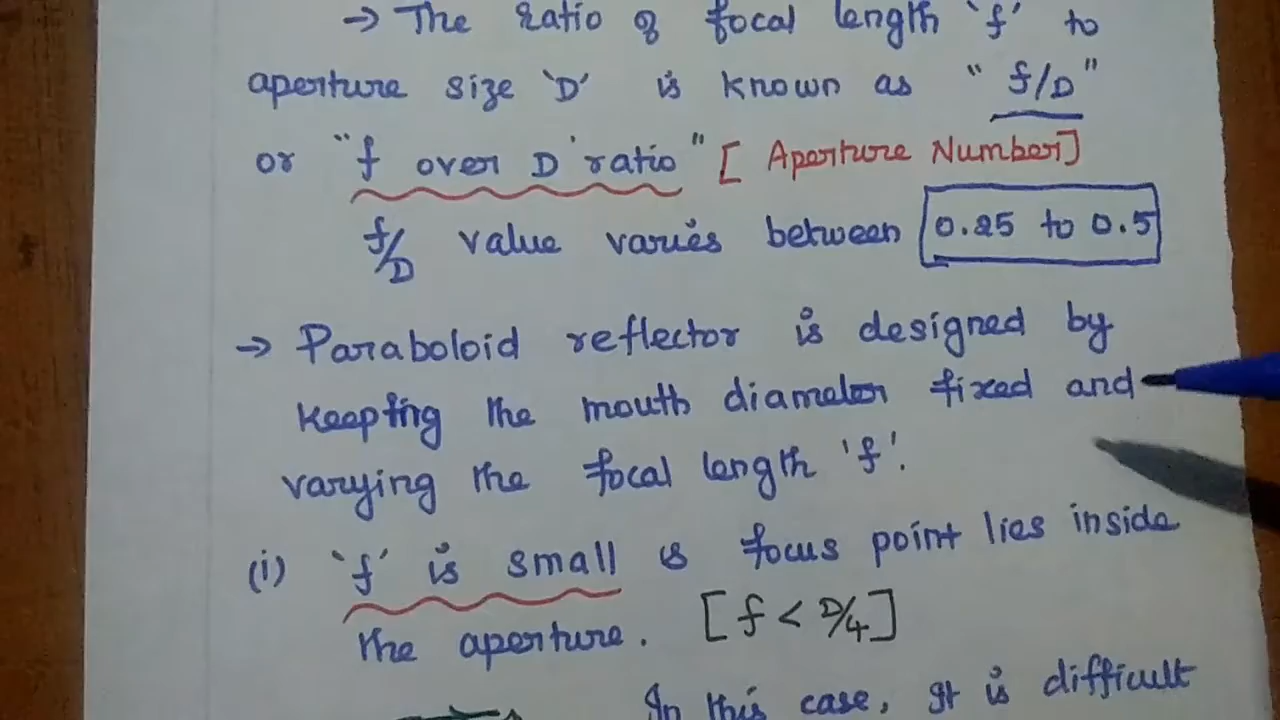 → The ratio of focal length 'f' to
aperture size 'D' is known as "f/D"
or "f over D ratio" [Aperture Number]
f/D value varies between 0.25 to 0.5
→ Paraboloid reflector is designed by
keeping the mouth diameter fixed and
varying the focal length 'f'.
(i) 'f' is small is focus point lies inside
the aperture. [f < D/4]
In this case, It is difficult